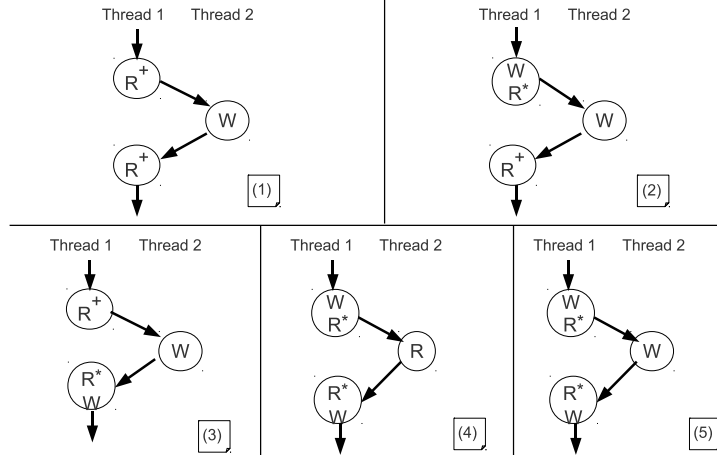 Thread 1 Thread 2
R+
W
R+
(1)
Thread 1 Thread 2
W
R*
W
R+
(2)
Thread 1 Thread 2
R+
W
R*
W
(3)
Thread 1 Thread 2
W
R*
R
R*
W
(4)
Thread 1 Thread 2
W
R*
W
R*
W
(5)